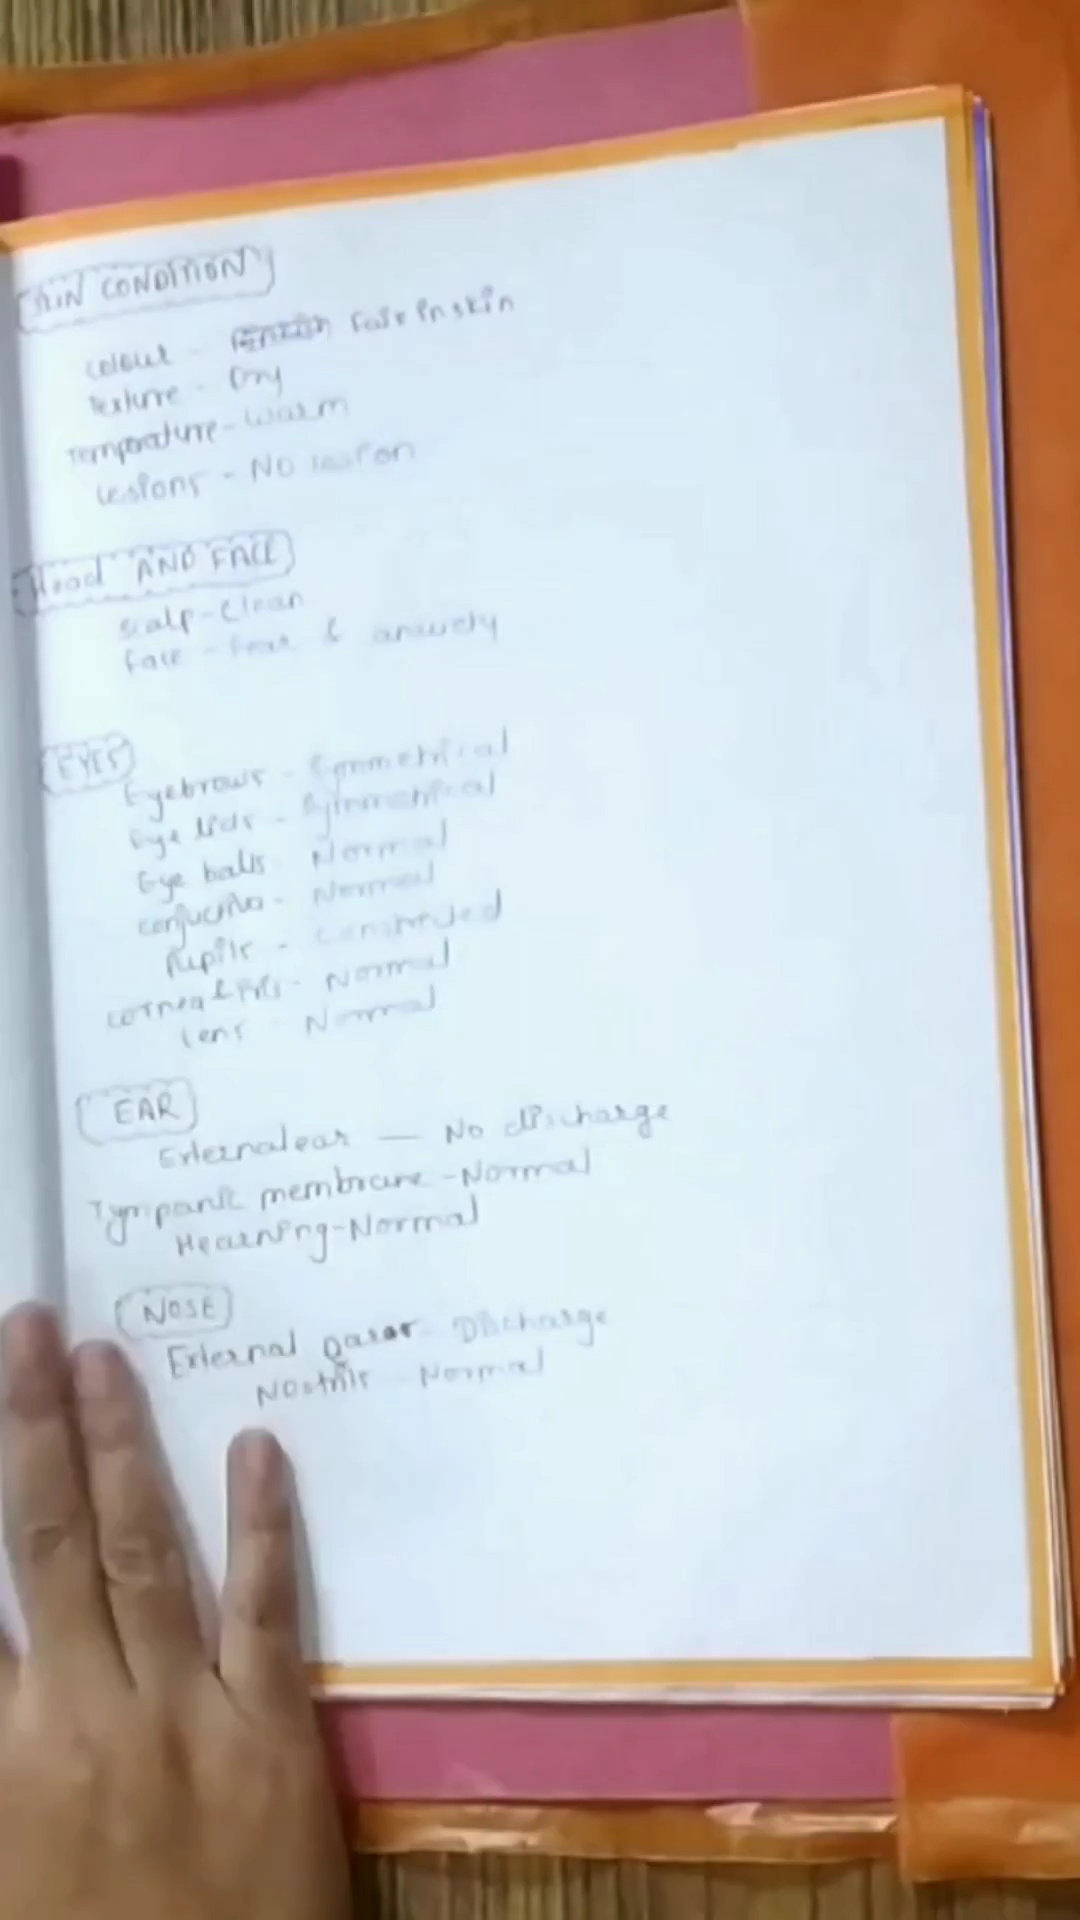 SKIN CONDITION
Colour - Fair in skin
Texture - Dry
Temperature - Warm
Lesions - No lesion
Head AND FACE
Scalp - Clean
Face - Fear & anxiety
EYES
Eyebrows - Symmetrical
Eye lids - Symmetrical
Eye balls - Normal
Conjuctiva - Normal
Pupils - Constricted
Cornea & Iris - Normal
Lens - Normal
EAR
External ear - No discharge
Tympanic membrane - Normal
Hearning - Normal
NOSE
External - Discharge
Nostrils - Normal